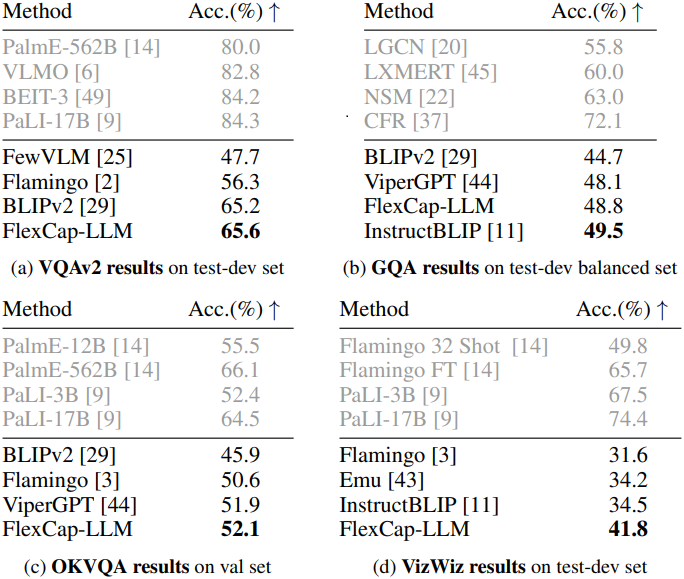 Method Acc.(%) ↑
PalmE-562B [14] 80.0
VLMO [6] 82.8
BEIT-3 [49] 84.2
PaLI-17B [9] 84.3
FewVLM [25] 47.7
Flamingo [2] 56.3
BLIPv2 [29] 65.2
FlexCap-LLM 65.6
(a) VQAv2 results on test-dev set
Method Acc.(%) ↑
LGCN [20] 55.8
LXMERT [45] 60.0
NSM [22] 63.0
CFR [37] 72.1
BLIPv2 [29] 44.7
ViperGPT [44] 48.1
FlexCap-LLM 48.8
InstructBLIP [11] 49.5
(b) GQA results on test-dev balanced set
Method Acc.(%) ↑
PalmE-12B [14] 55.5
PalmE-562B [14] 66.1
PaLI-3B [9] 52.4
PaLI-17B [9] 64.5
BLIPv2 [29] 45.9
Flamingo [3] 50.6
ViperGPT [44] 51.9
FlexCap-LLM 52.1
(c) OKVQA results on val set
Method Acc.(%) ↑
Flamingo 32 Shot [14] 49.8
Flamingo FT [14] 65.7
PaLI-3B [9] 67.5
PaLI-17B [9] 74.4
Flamingo [3] 31.6
Emu [43] 34.2
InstructBLIP [11] 34.5
FlexCap-LLM 41.8
(d) VizWiz results on test-dev set